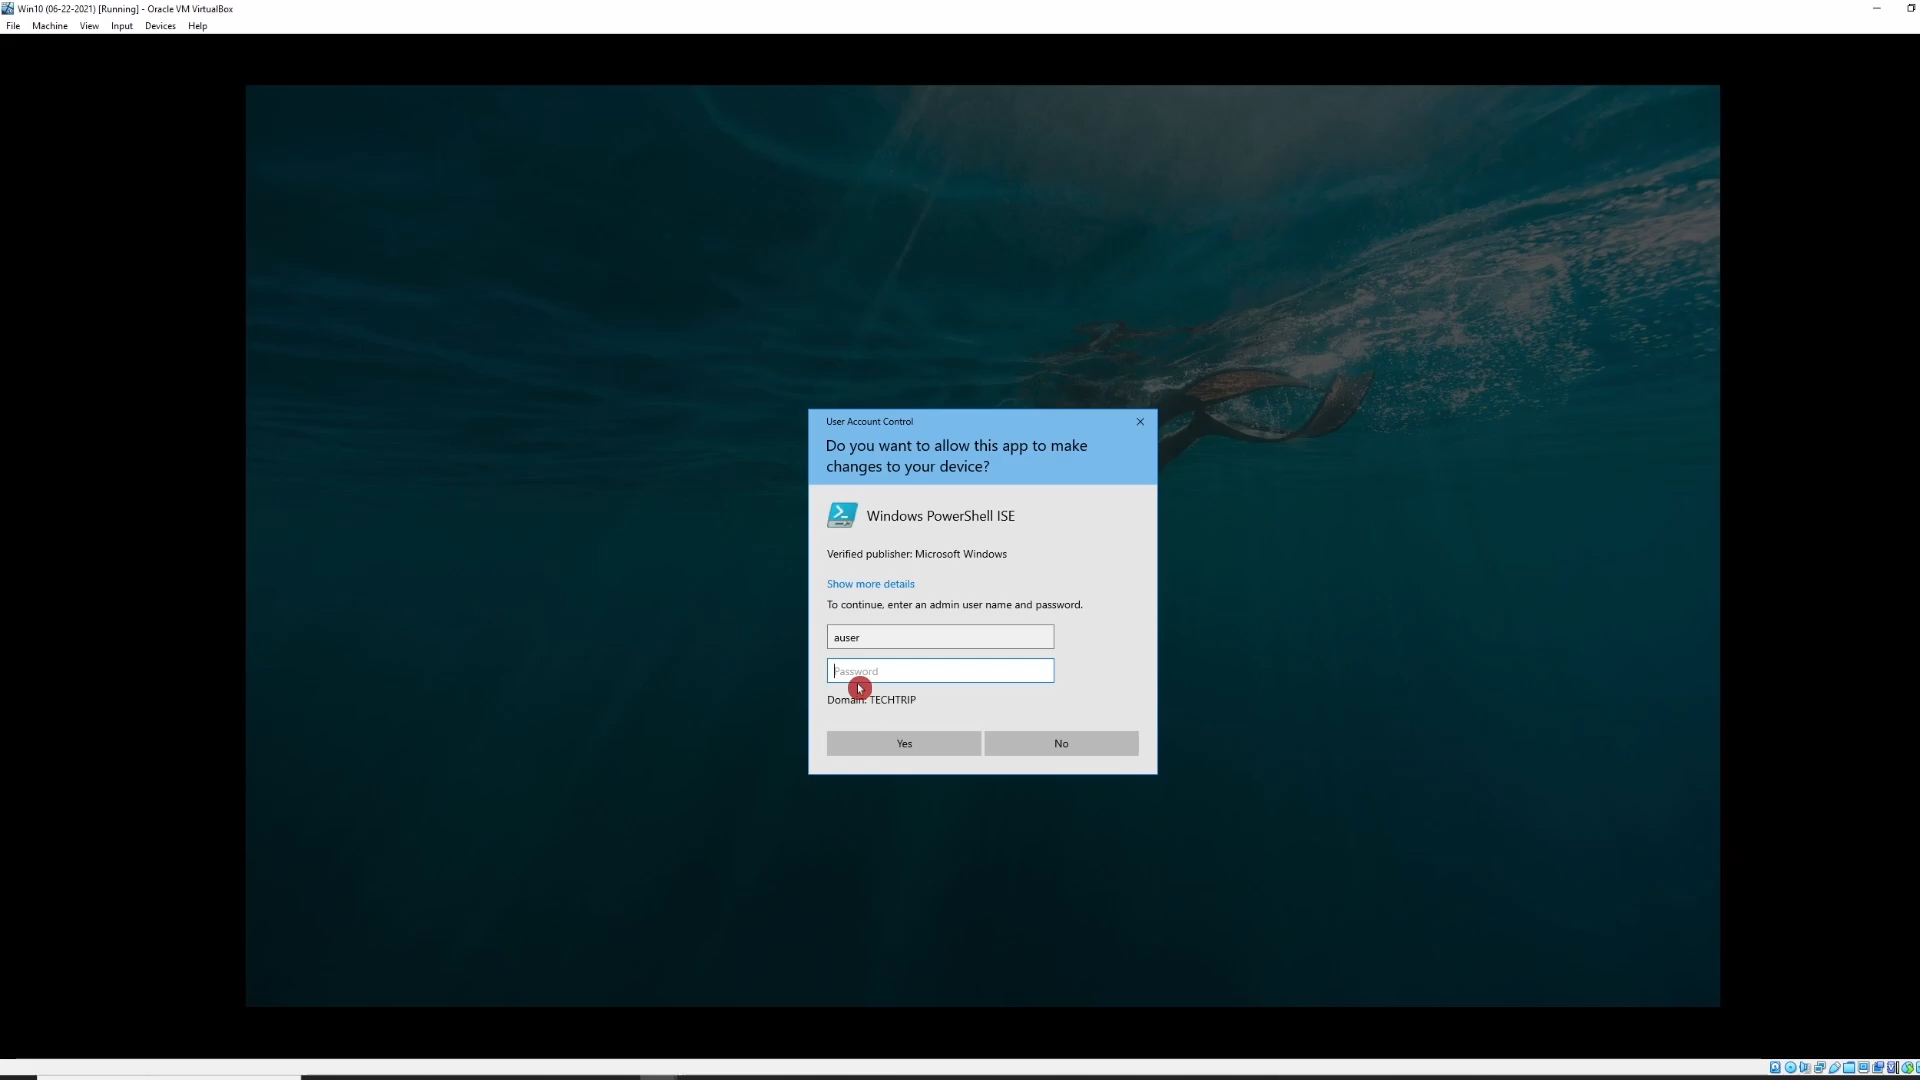 Win10 (06-22-2021) [Running] - Oracle VM VirtualBox
File Machine View Input Devices Help
User Account Control
Do you want to allow this app to make
changes to your device?
Windows PowerShell ISE
Verified publisher: Microsoft Windows
Show more details
To continue, enter an admin user name and password.
auser
Password
Domain: TECHTRIP
Yes No